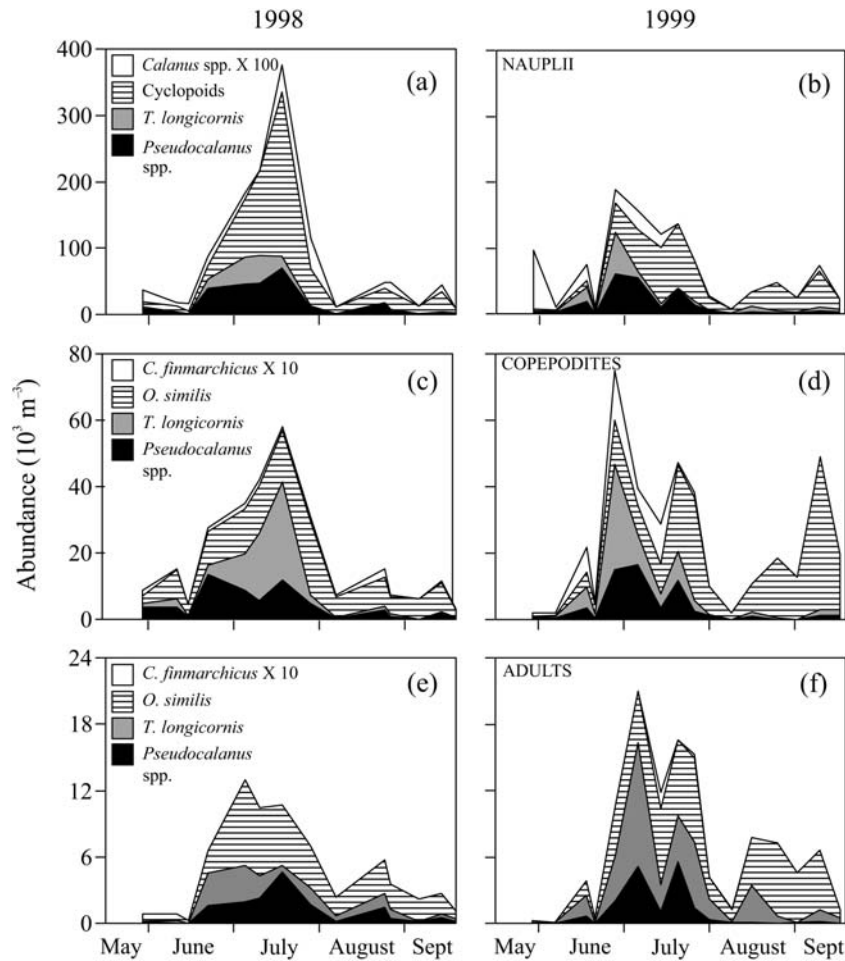 1998
1999
400
300
200
100
0
Calanus spp. X 100
Cyclopoids
T. longicornis
Pseudocalanus
spp.
(a)
NAUPLII
(b)
80
60
40
20
0
C. finmarchicus X 10
O. similis
T. longicornis
Pseudocalanus
spp.
(c)
COPEPODITES
(d)
Abundance (10³ m⁻³)
24
18
12
6
0
C. finmarchicus X 10
O. similis
T. longicornis
Pseudocalanus
spp.
(e)
ADULTS
(f)
May June July August Sept
May June July August Sept